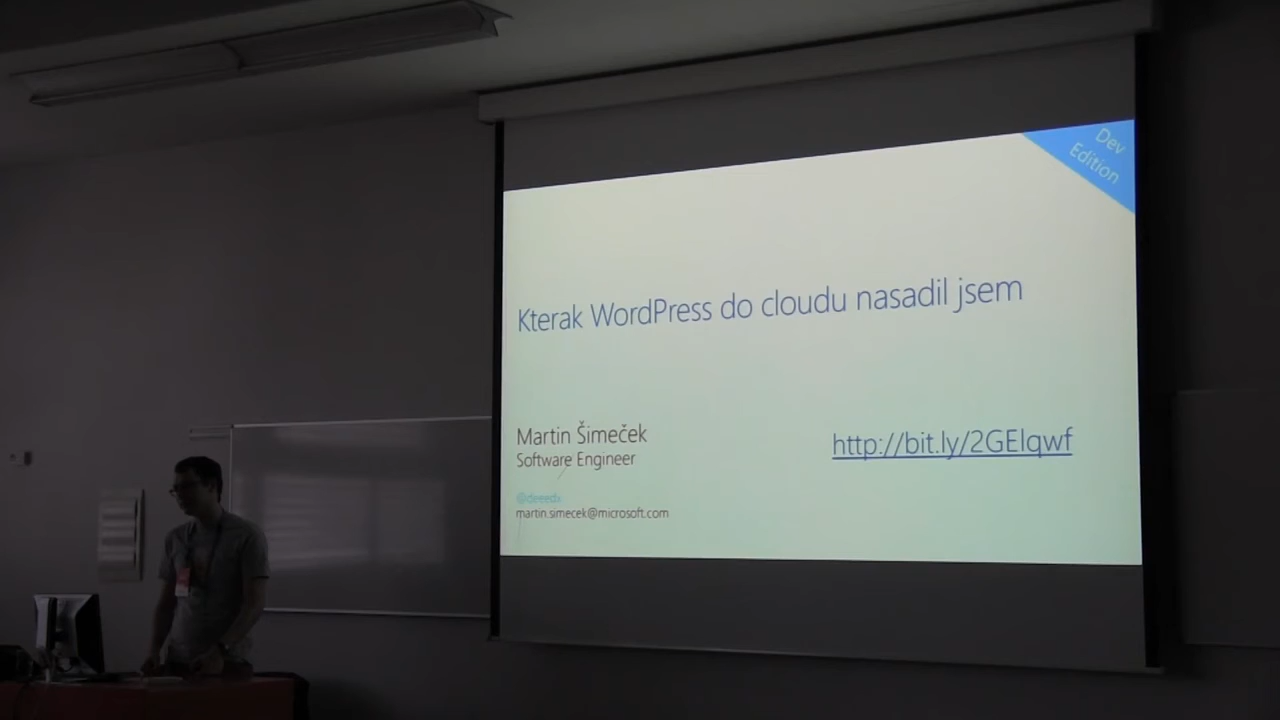 Dev
Edition
Kterak WordPress do cloudu nasadil jsem
Martin Šimeček
Software Engineer
http://bit.ly/2GElqwf
@deeedx
martin.simecek@microsoft.com